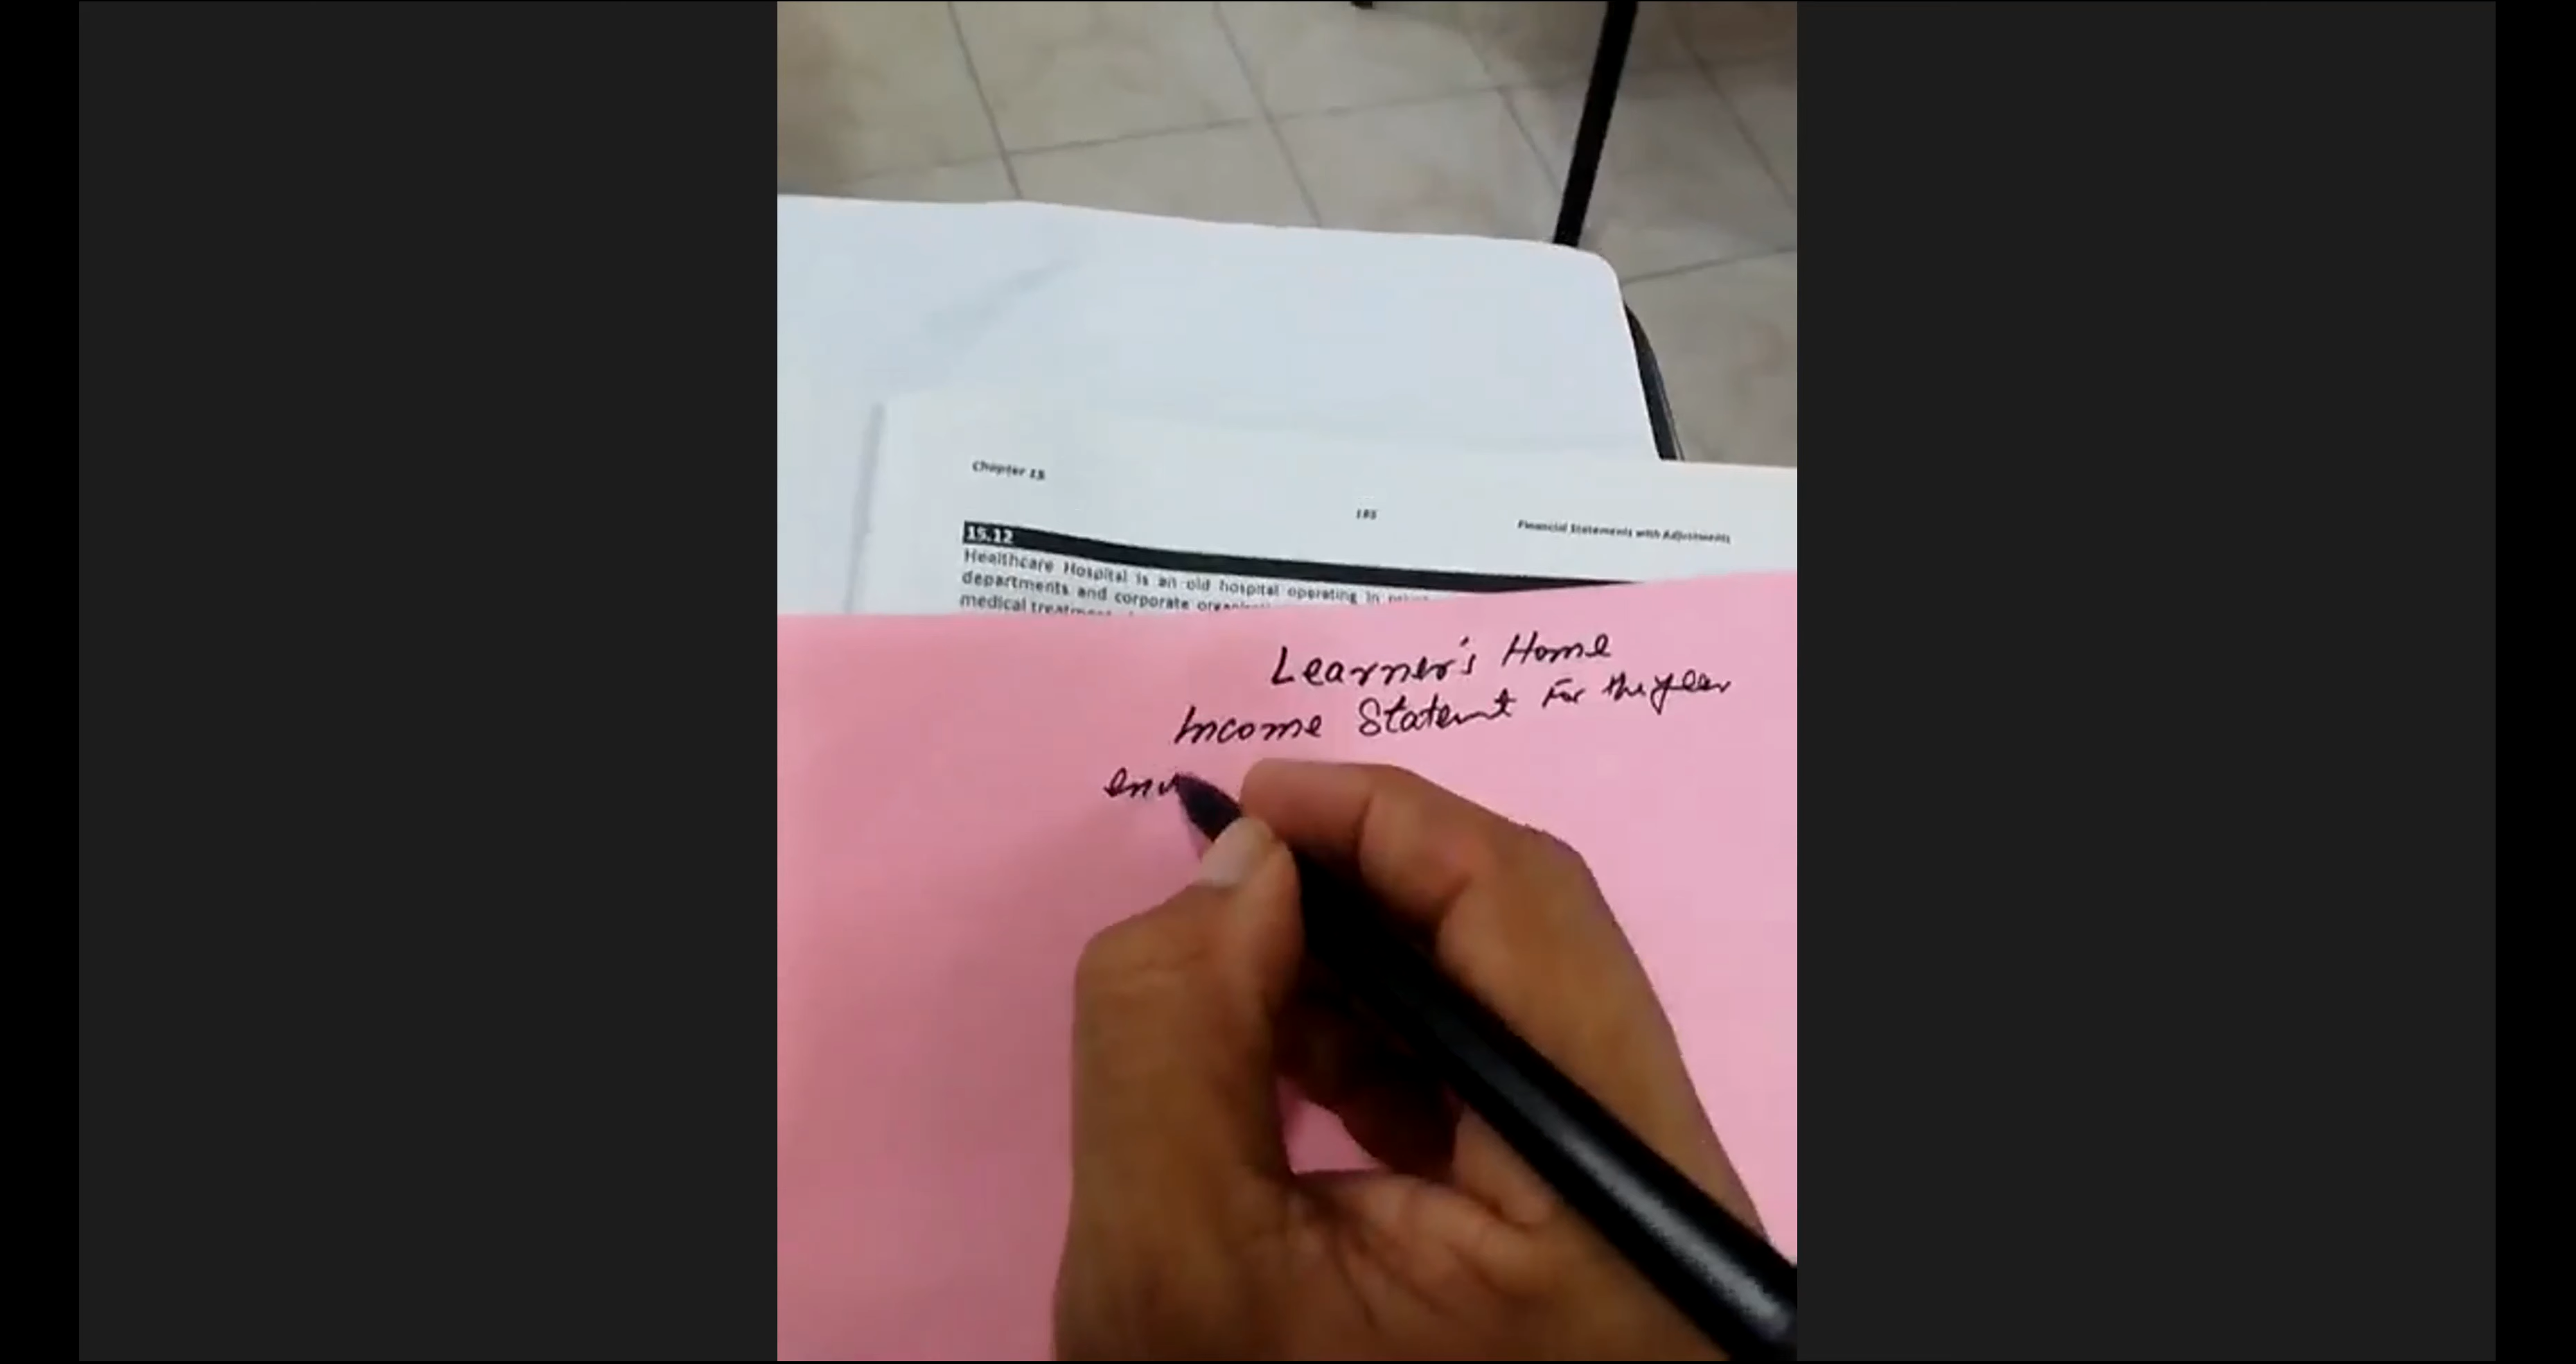 Chapter 15
185
Financial Statements with Adjustments
15.12
Healthcare Hospital is an old hospital operating in
departments and corporate
medical
Learner's Home
Income Statemt For the year